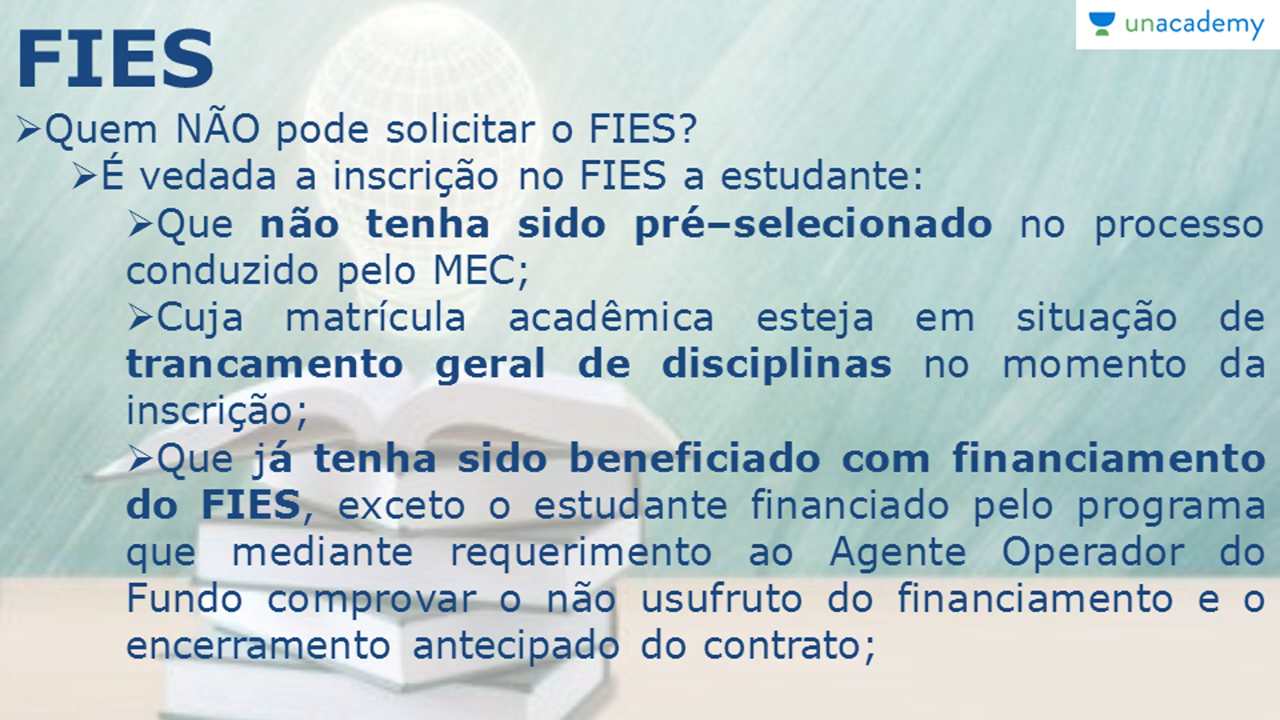 unacademy
FIES
➢Quem NÃO pode solicitar o FIES?
➢É vedada a inscrição no FIES a estudante:
➢Que não tenha sido pré–selecionado no processo
conduzido pelo MEC;
➢Cuja matrícula acadêmica esteja em situação de
trancamento geral de disciplinas no momento da
inscrição;
➢Que já tenha sido beneficiado com financiamento
do FIES, exceto o estudante financiado pelo programa
que mediante requerimento ao Agente Operador do
Fundo comprovar o não usufruto do financiamento e o
encerramento antecipado do contrato;